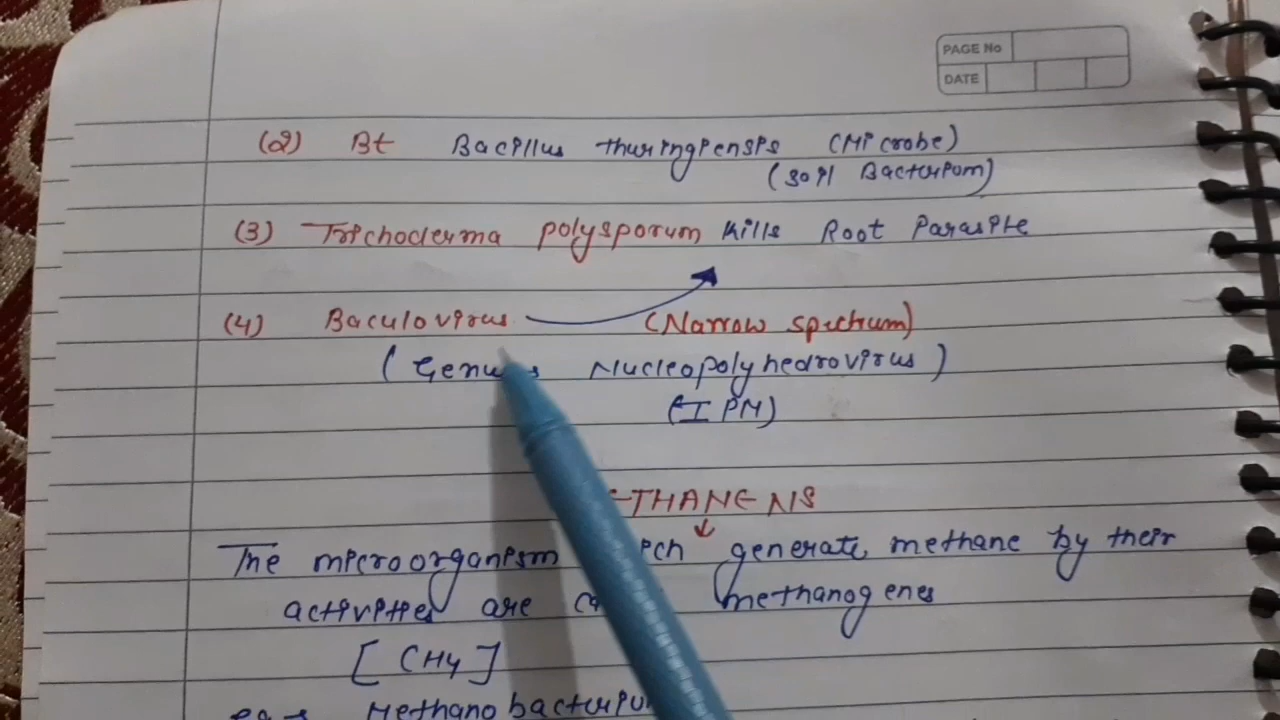 PAGE No
DATE
(2) Bt Bacillus thuringiensis (Microbe)
(soil Bacterium)
(3) Trichoderma polysporum kills Root Parasite
(4) Baculovirus (Narrow spectrum)
(Genus Nucleopolyhedrovirus)
(IPM)
THANENS
The microorganism generate methane by their
activities are methanogenes
[CH4]
Methanobacterium